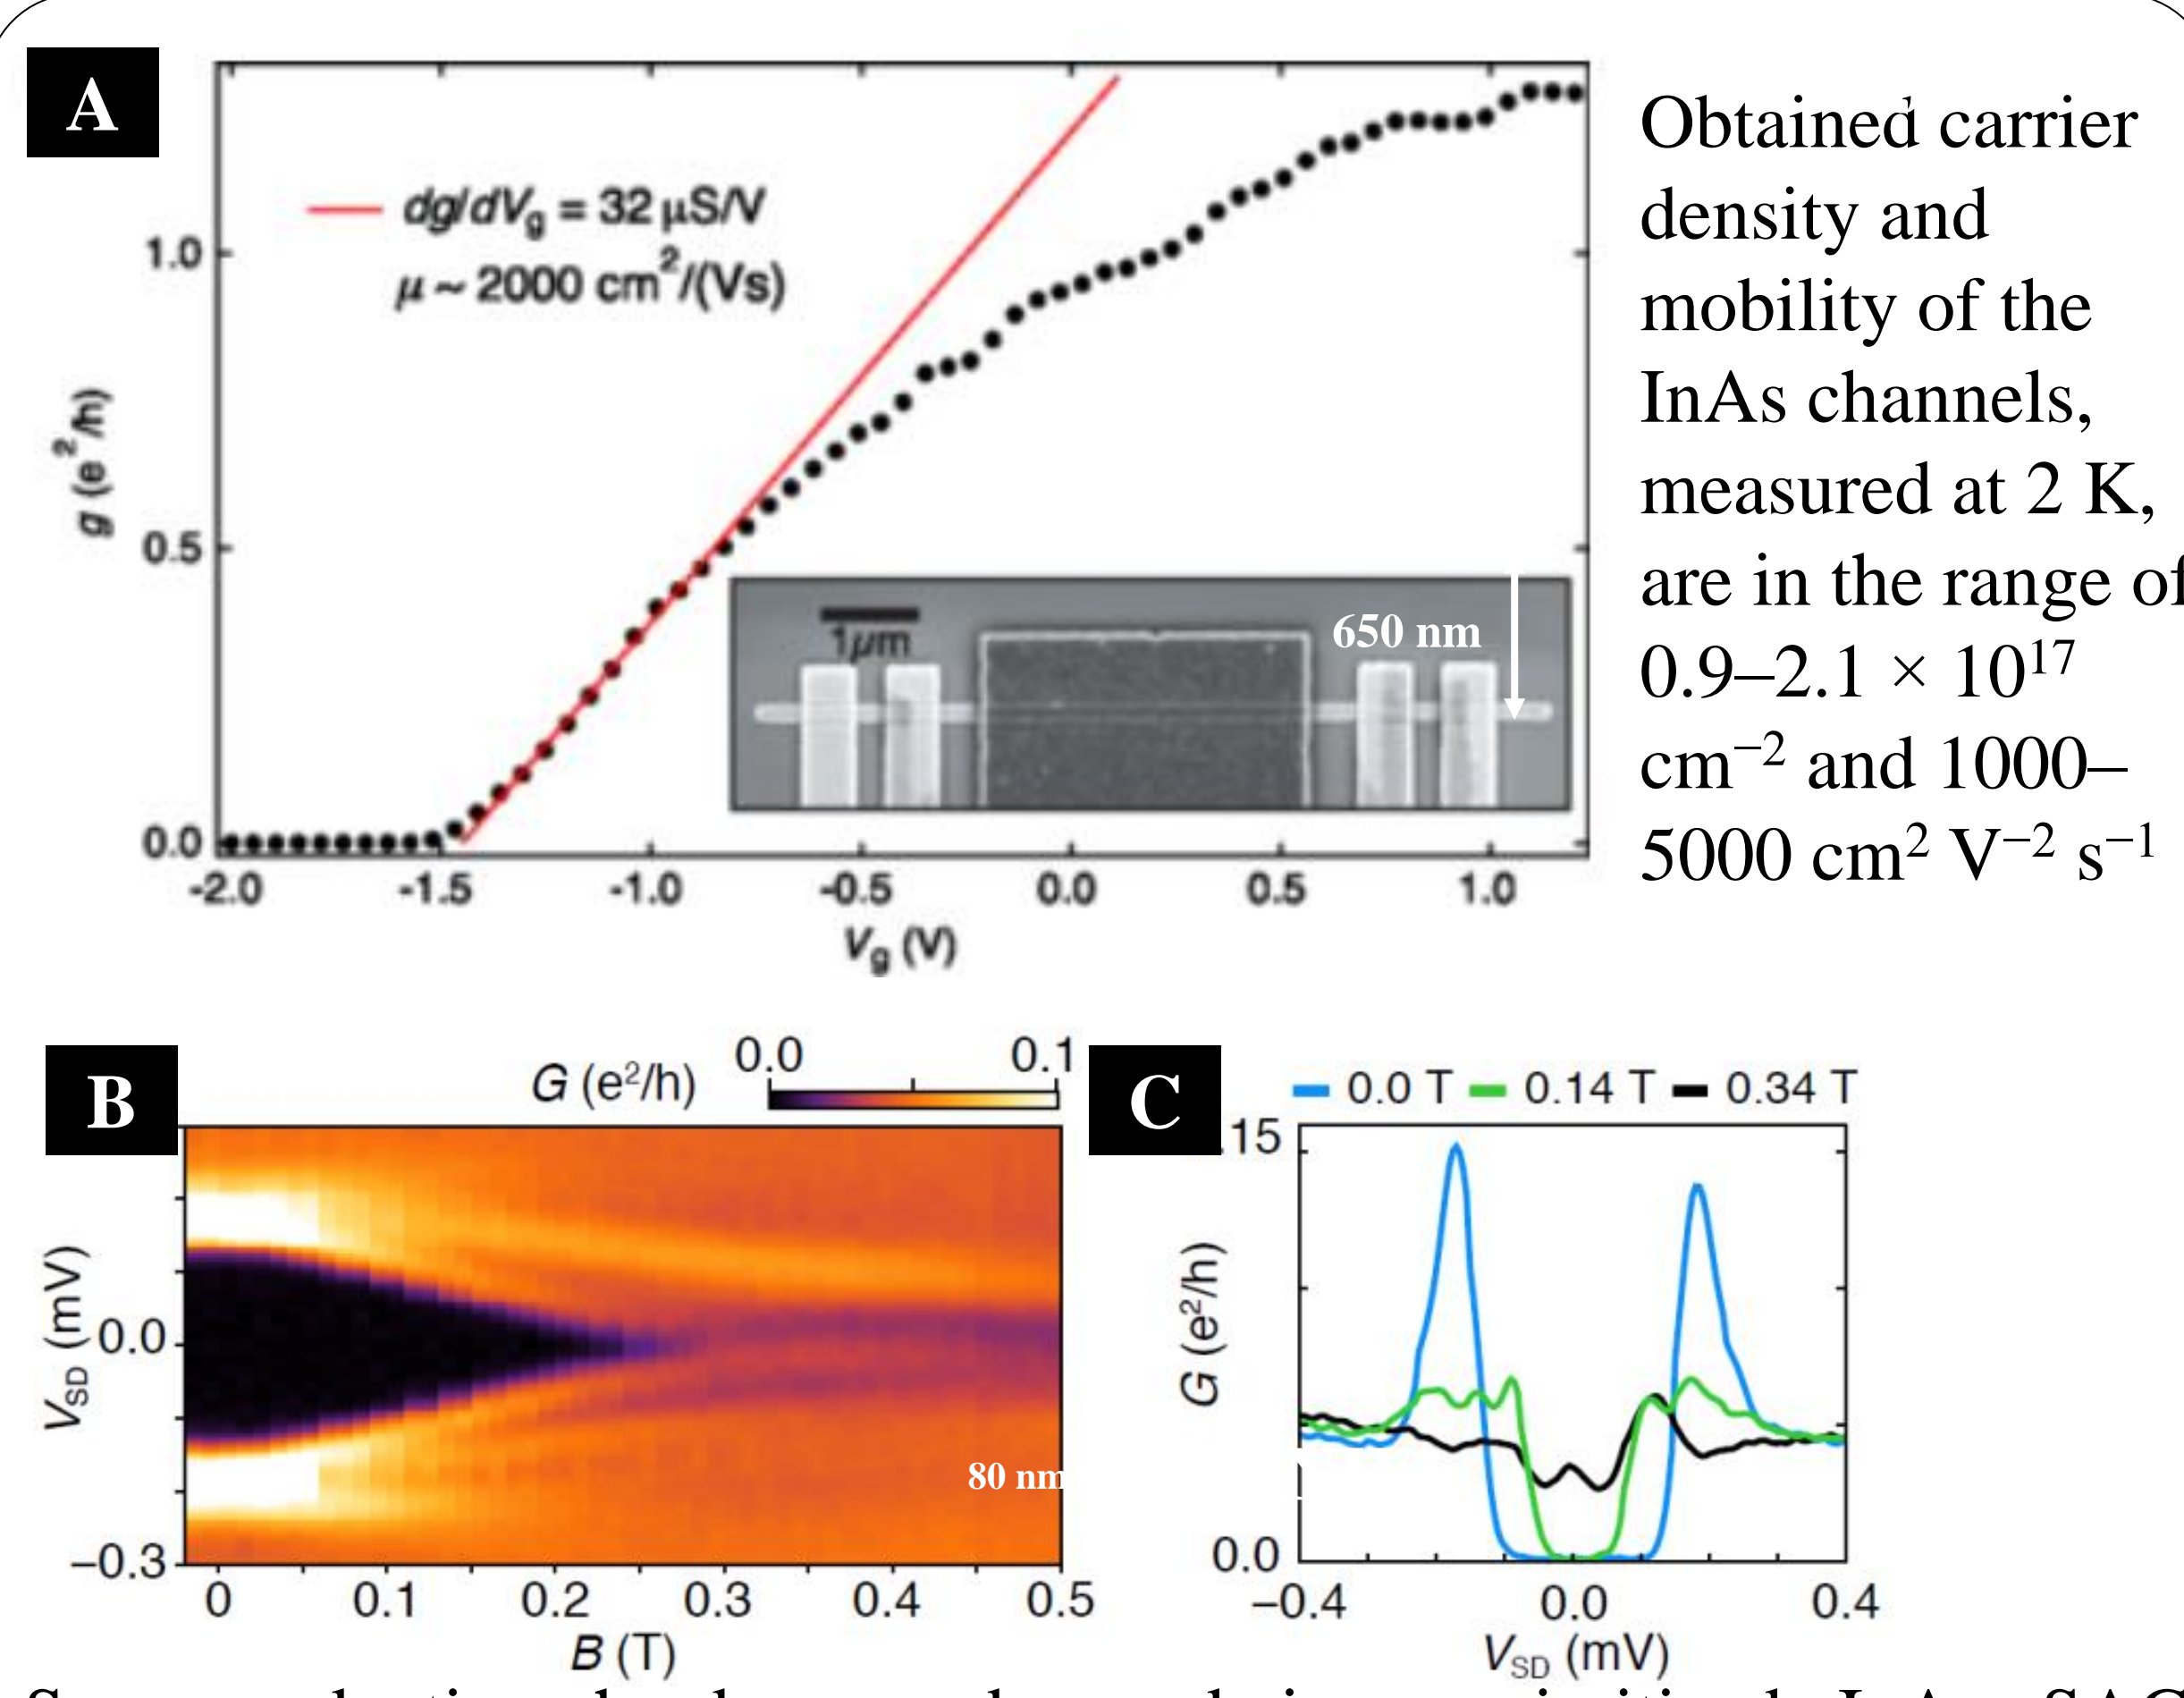 A
dg/dVg = 32 μS/V
μ ~ 2000 cm²/(Vs)
1.0
0.5
0.0
g (e²/h)
1μm
650 nm
-2.0 -1.5 -1.0 -0.5 0.0 0.5 1.0
Vg (V)
Obtained carrier
density and
mobility of the
InAs channels,
measured at 2 K,
are in the range of
0.9–2.1 × 10¹⁷
cm⁻² and 1000–
5000 cm² V⁻² s⁻¹
B
G (e²/h)
0.0 0.1
VSD (mV)
0.0
−0.3
80 nm
0 0.1 0.2 0.3 0.4 0.5
B (T)
C
0.0 T 0.14 T 0.34 T
.15
G (e²/h)
0.0
−0.4 0.0 0.4
VSD (mV)